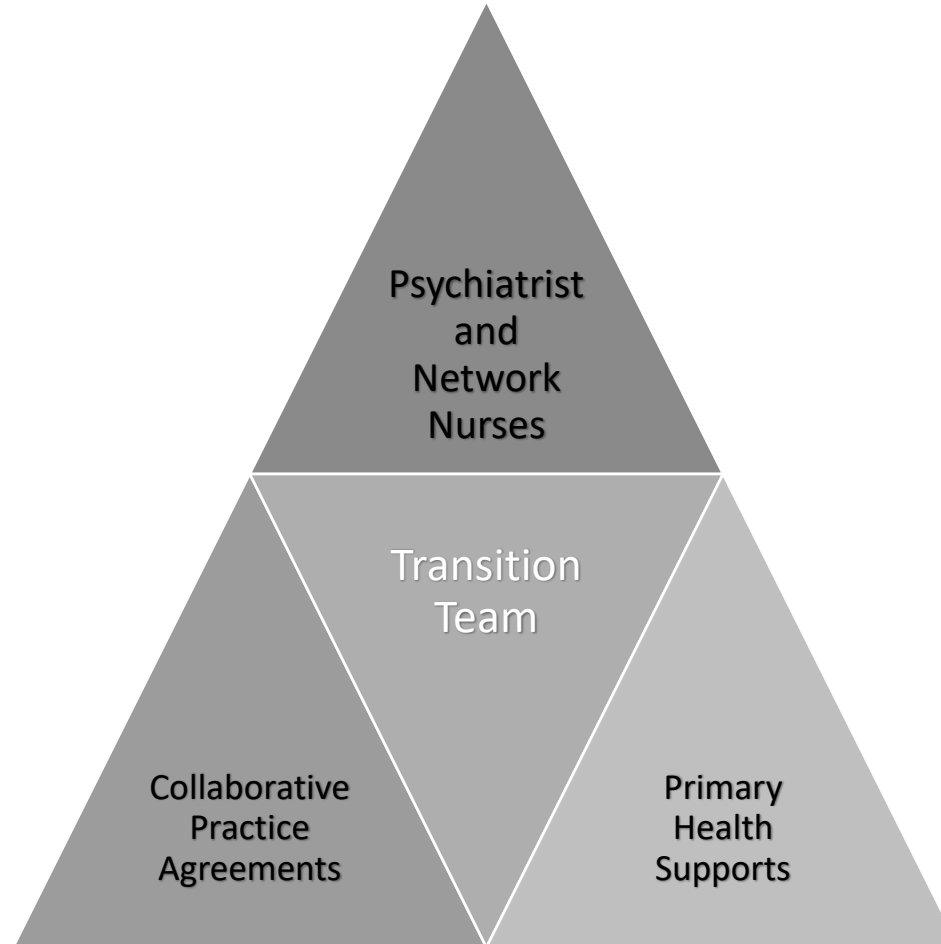 Psychiatrist
and
Network
Nurses
Transition
Team
Collaborative
Practice
Agreements
Primary
Health
Supports